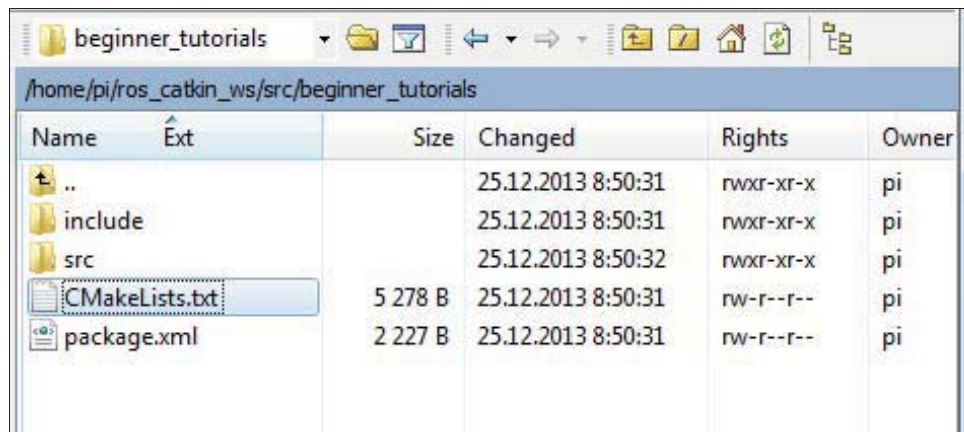 beginner_tutorials
/home/pi/ros_catkin_ws/src/beginner_tutorials
Name Ext Size Changed Rights Owner
.. 25.12.2013 8:50:31 rwxr-xr-x pi
include 25.12.2013 8:50:31 rwxr-xr-x pi
src 25.12.2013 8:50:32 rwxr-xr-x pi
CMakeLists.txt 5 278 B 25.12.2013 8:50:31 rw-r--r-- pi
package.xml 2 227 B 25.12.2013 8:50:31 rw-r--r-- pi